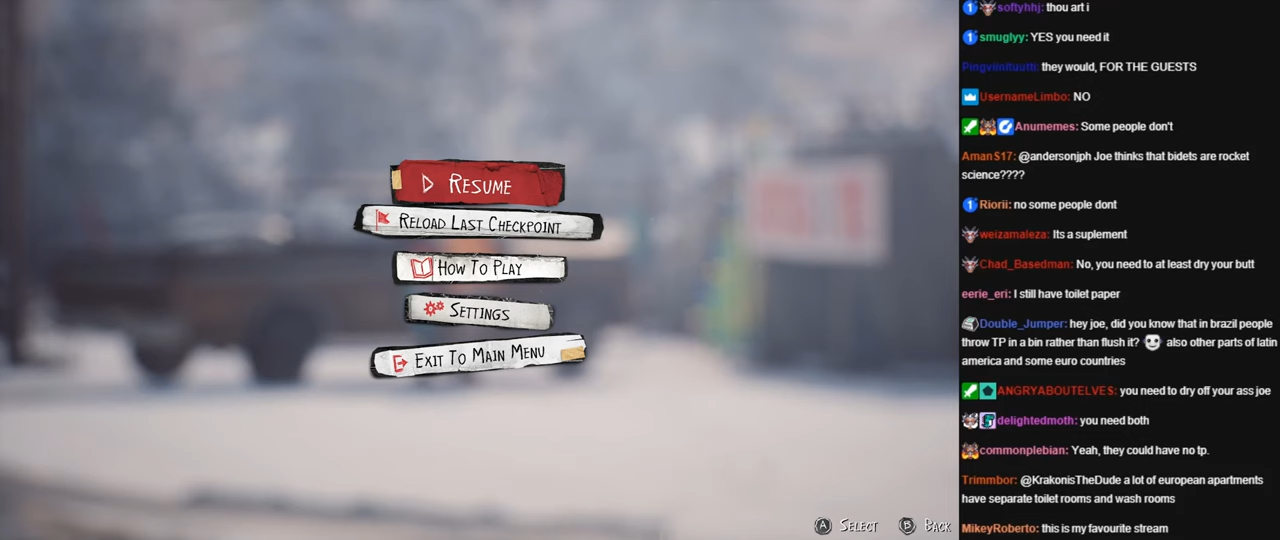 Resume
Reload Last Checkpoint
How To Play
Settings
Exit To Main Menu
A Select B Back
1 softyhhj: thou art i
1 smuglyy: YES you need it
Pingviinituutti: they would, FOR THE GUESTS
UsernameLimbo: NO
Anumemes: Some people don't
AmanS17: @andersonjph Joe thinks that bidets are rocket
science????
1 Riorii: no some people dont
weizamaleza: Its a suplement
Chad_Basedman: No, you need to at least dry your butt
eerie_eri: I still have toilet paper
Double_Jumper: hey joe, did you know that in brazil people
throw TP in a bin rather than flush it? also other parts of latin
america and some euro countries
ANGRYABOUTELVES: you need to dry off your ass joe
delightedmoth: you need both
commonplebian: Yeah, they could have no tp.
Trimmbor: @KrakonisTheDude a lot of european apartments
have separate toilet rooms and wash rooms
MikeyRoberto: this is my favourite stream